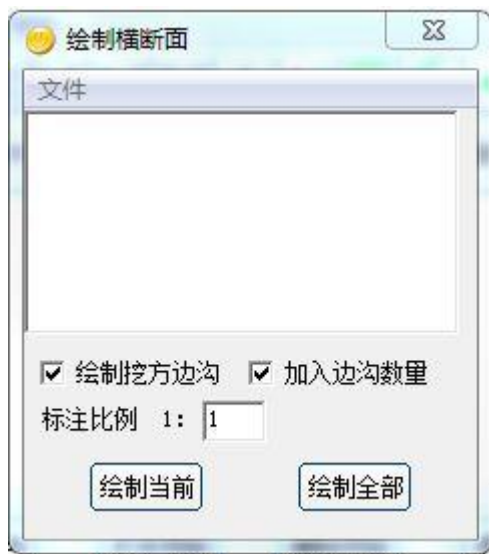 绘制横断面
文件
绘制挖方边沟 加入边沟数量
标注比例 1: 1
绘制当前 绘制全部